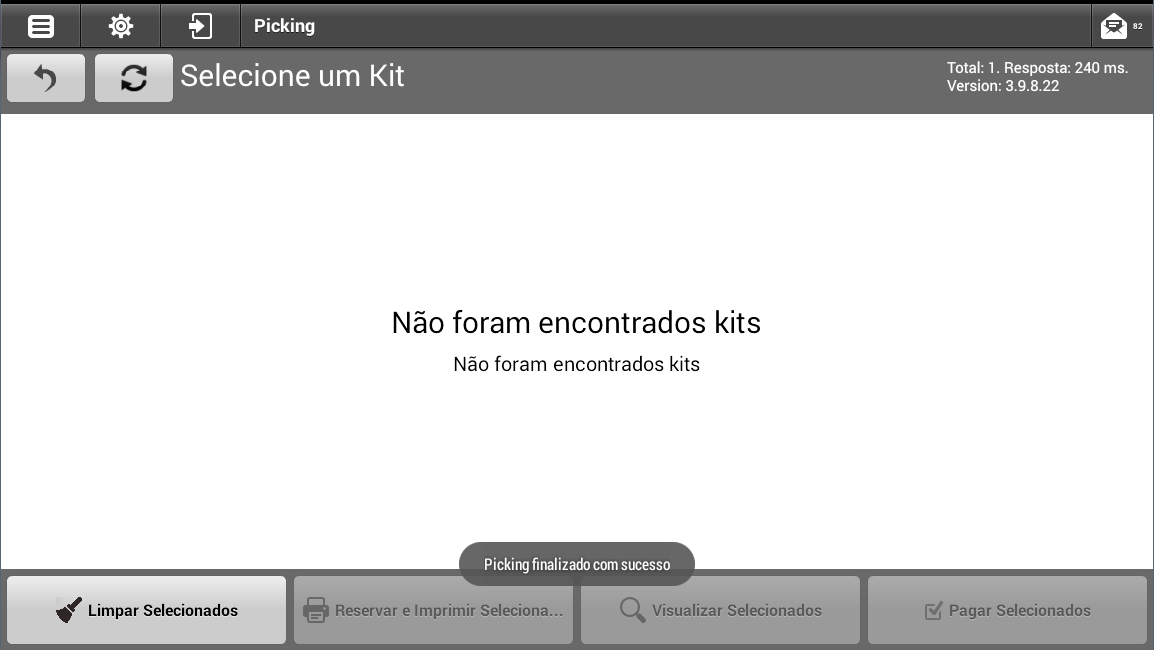 Picking
82
Selecione um Kit
Total: 1. Resposta: 240 ms.
Version: 3.9.8.22
Não foram encontrados kits
Não foram encontrados kits
Picking finalizado com sucesso
Limpar Selecionados
Reservar e Imprimir Seleciona...
Visualizar Selecionados
Pagar Selecionados